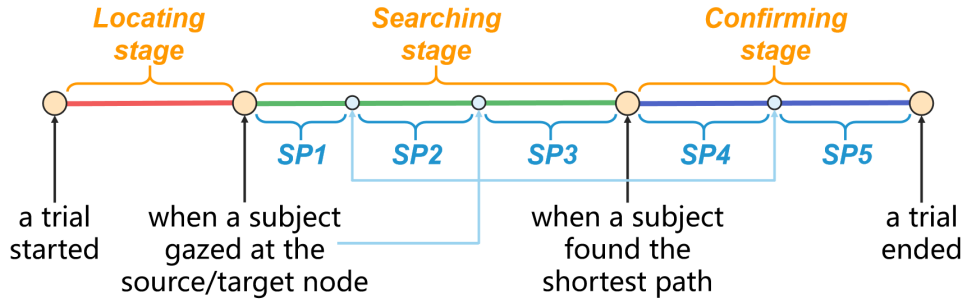 Locating
stage
Searching
stage
Confirming
stage
SP1
SP2
SP3
SP4
SP5
a trial
started
when a subject
gazed at the
source/target node
when a subject
found the
shortest path
a trial
ended